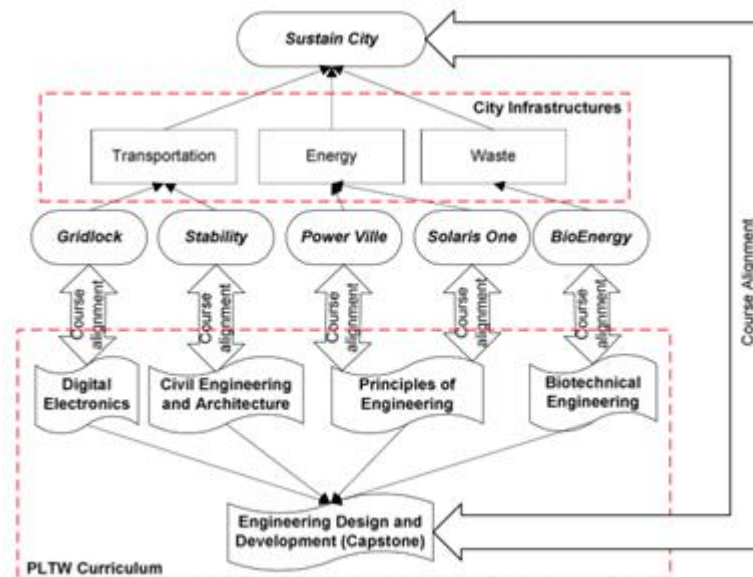 Sustain City
City Infrastructures
Transportation
Energy
Waste
Gridlock
Stability
Power Ville
Solaris One
BioEnergy
Course
alignment
Course
alignment
Course
alignment
Course
alignment
Course
alignment
Course Alignment
Digital
Electronics
Civil Engineering
and Architecture
Principles of
Engineering
Biotechnical
Engineering
Engineering Design and
Development (Capstone)
PLTW Curriculum